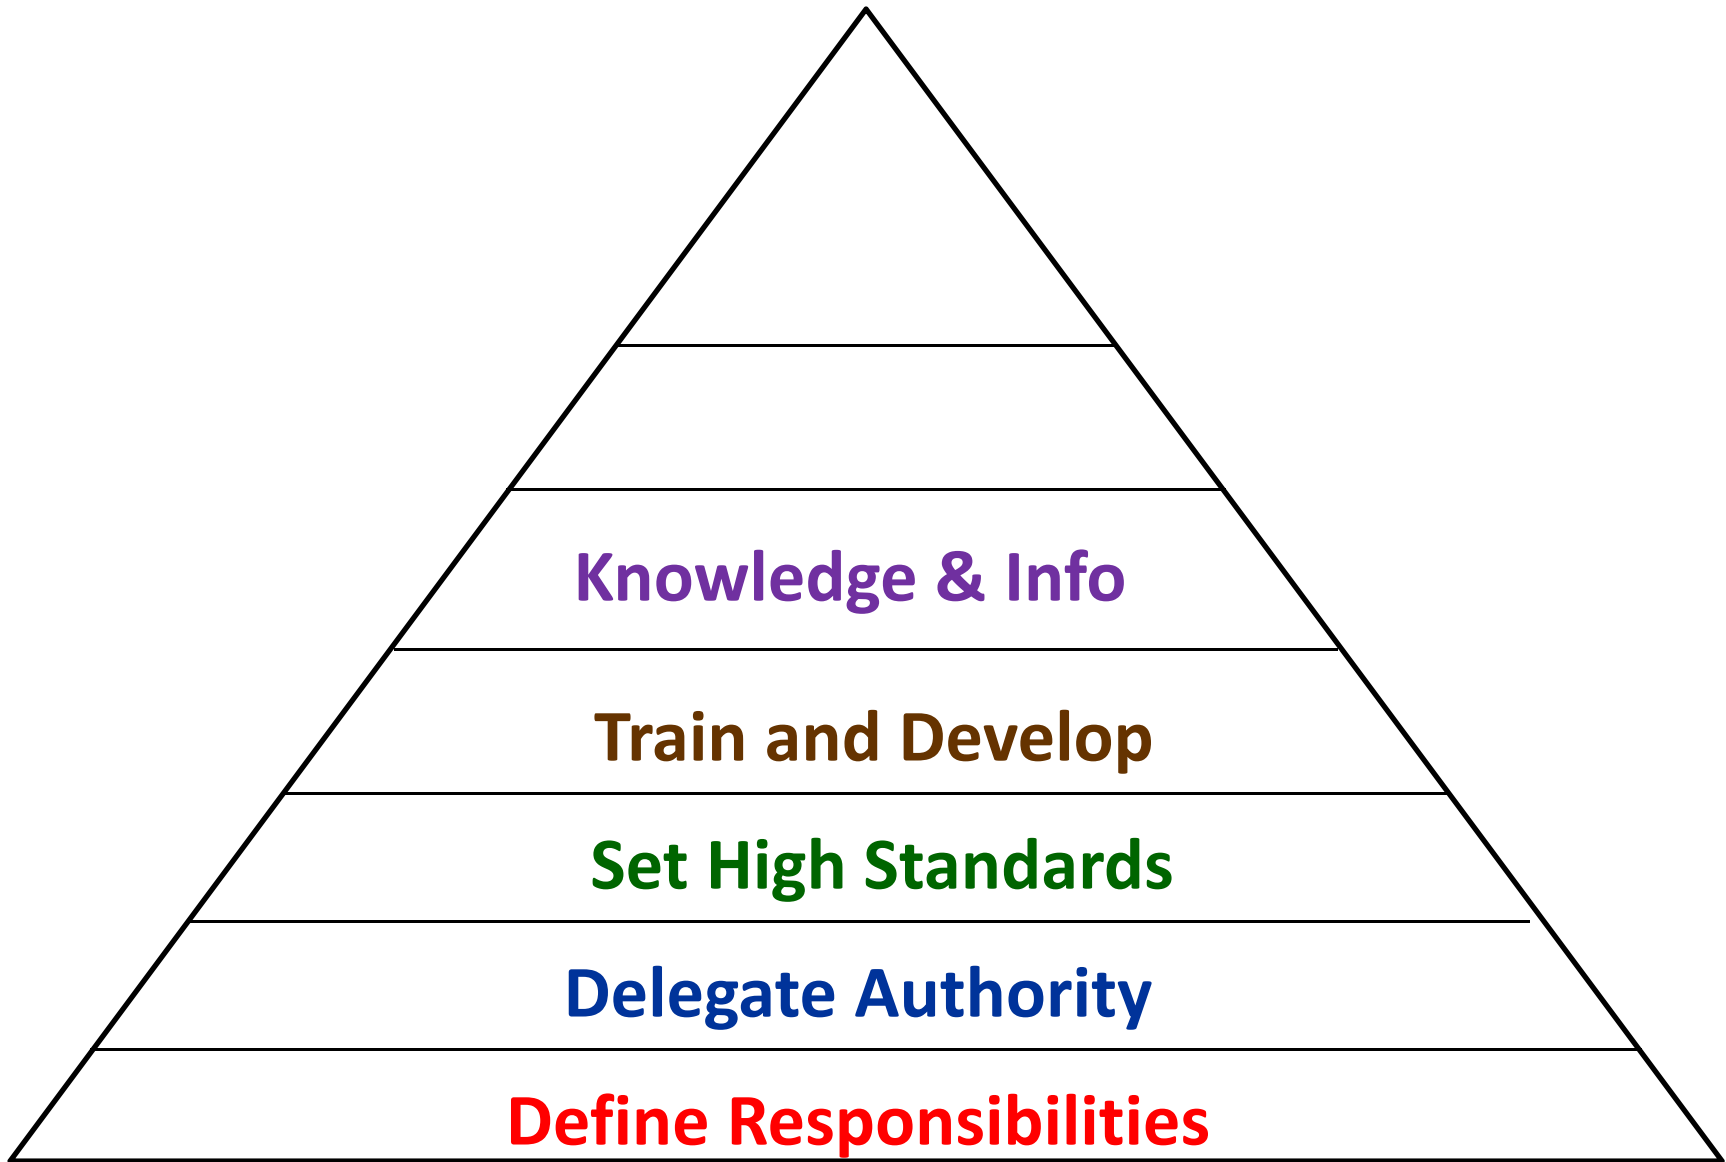 Knowledge & Info
Train and Develop
Set High Standards
Delegate Authority
Define Responsibilities